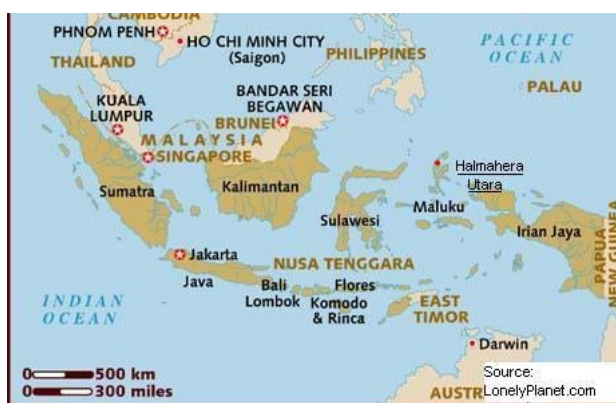 CAMBODIA
PHNOM PENH
HO CHI MINH CITY
(Saigon)
THAILAND
PHILIPPINES
PACIFIC
OCEAN
PALAU
KUALA
LUMPUR
BANDAR SERI
BEGAWAN
BRUNEI
MALAYSIA
SINGAPORE
Halmahera
Utara
Sumatra
Kalimantan
Sulawesi
Maluku
Irian Jaya
PAPUA
NEW GUINEA
Jakarta
Java
NUSA TENGGARA
Bali
Lombok
Flores
Komodo
& Rinca
EAST
TIMOR
INDIAN
OCEAN
Darwin
0 500 km
0 300 miles
AUSTR
Source:
LonelyPlanet.com